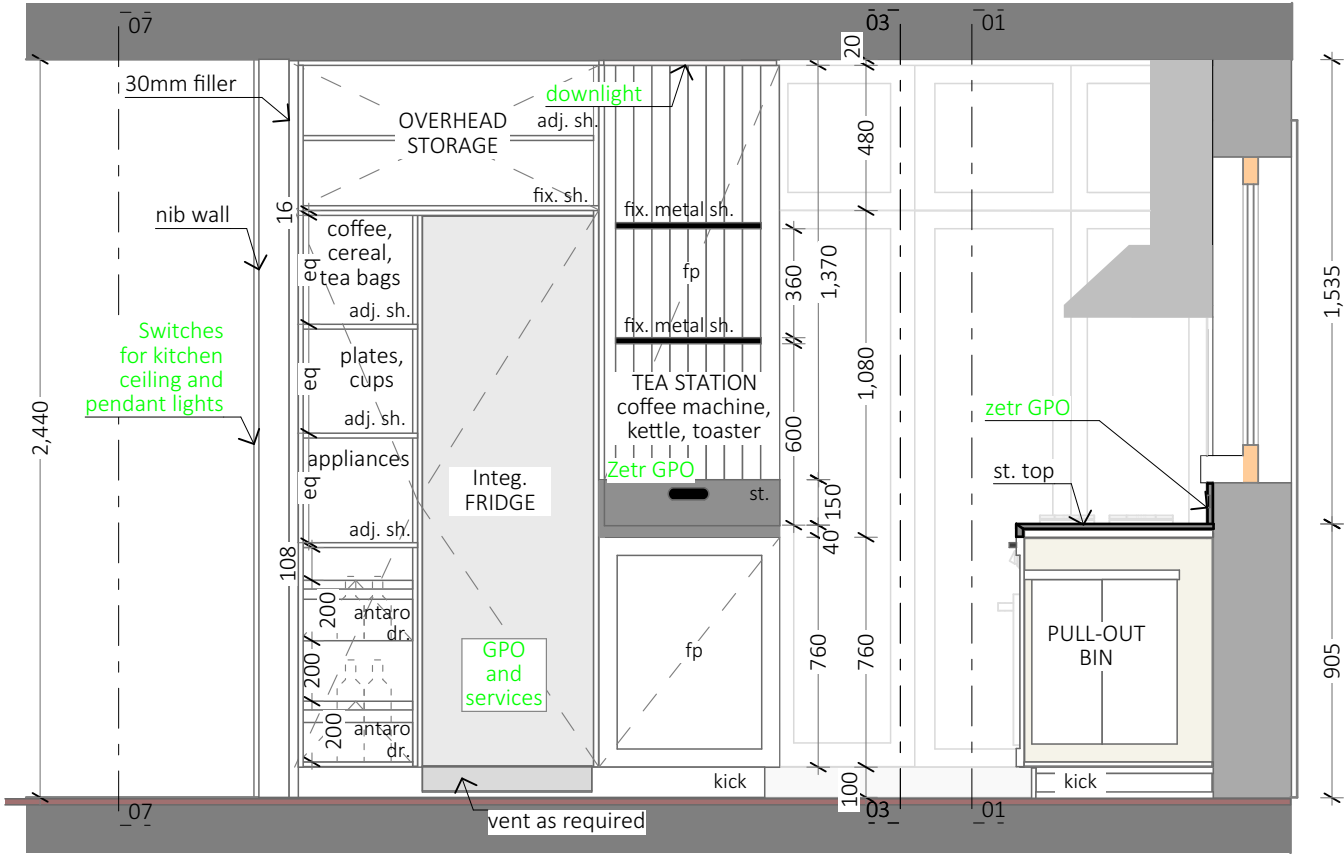 07
03
01
20
30mm filler
downlight
OVERHEAD
STORAGE
adj. sh.
480
fix. sh.
fix. metal sh.
16
nib wall
coffee,
cereal,
tea bags
eq
adj. sh.
fp
360
1,370
1,535
Switches
for kitchen
ceiling and
pendant lights
fix. metal sh.
plates,
cups
eq
adj. sh.
TEA STATION
coffee machine,
kettle, toaster
1,080
600
zetr GPO
2,440
appliances
eq
adj. sh.
Integ.
FRIDGE
Zetr GPO
st.
150
40
st. top
108
200
antaro
dr.
200
200
antaro
dr.
GPO
and
services
fp
760
760
PULL-OUT
BIN
905
kick
kick
100
vent as required
07
03
01